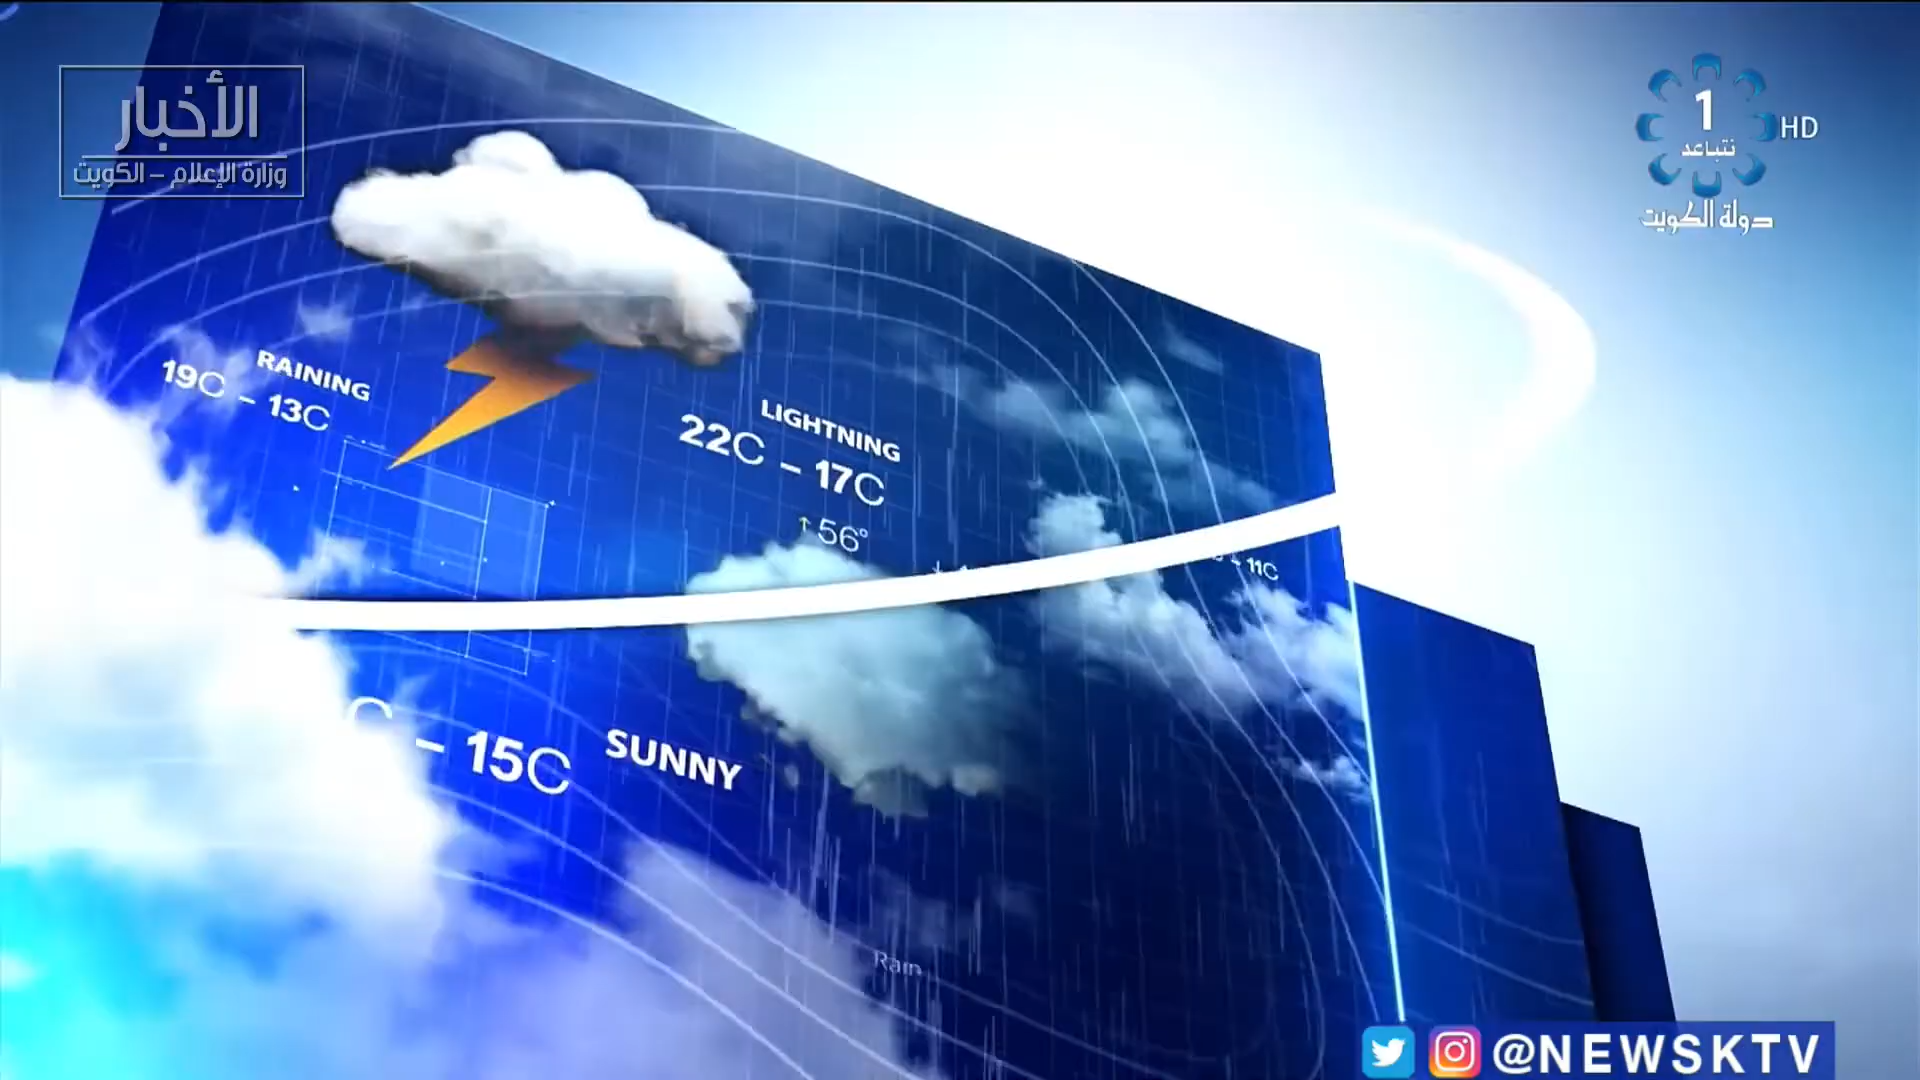 الأخبار
وزارة الإعلام - الكويت
1
نتباعد
HD
دولة الكويت
RAINING
19C - 13C
LIGHTNING
22C - 17C
↑56°
- 11C
C - 15C
SUNNY
Rain
@NEWSKTV